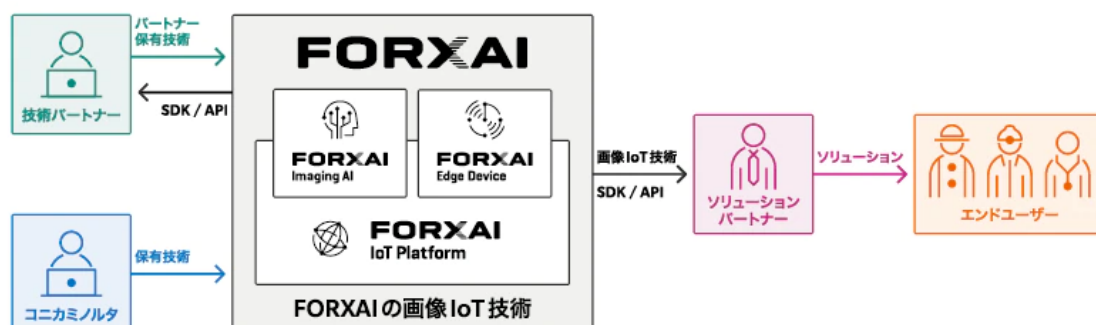 パートナー
保有技術
技術パートナー
SDK / API
コニカミノルタ
保有技術
FORXAI
FORXAI
Imaging AI
FORXAI
Edge Device
FORXAI
IoT Platform
FORXAIの画像IoT技術
画像IoT技術
SDK / API
ソリューション
パートナー
ソリューション
エンドユーザー